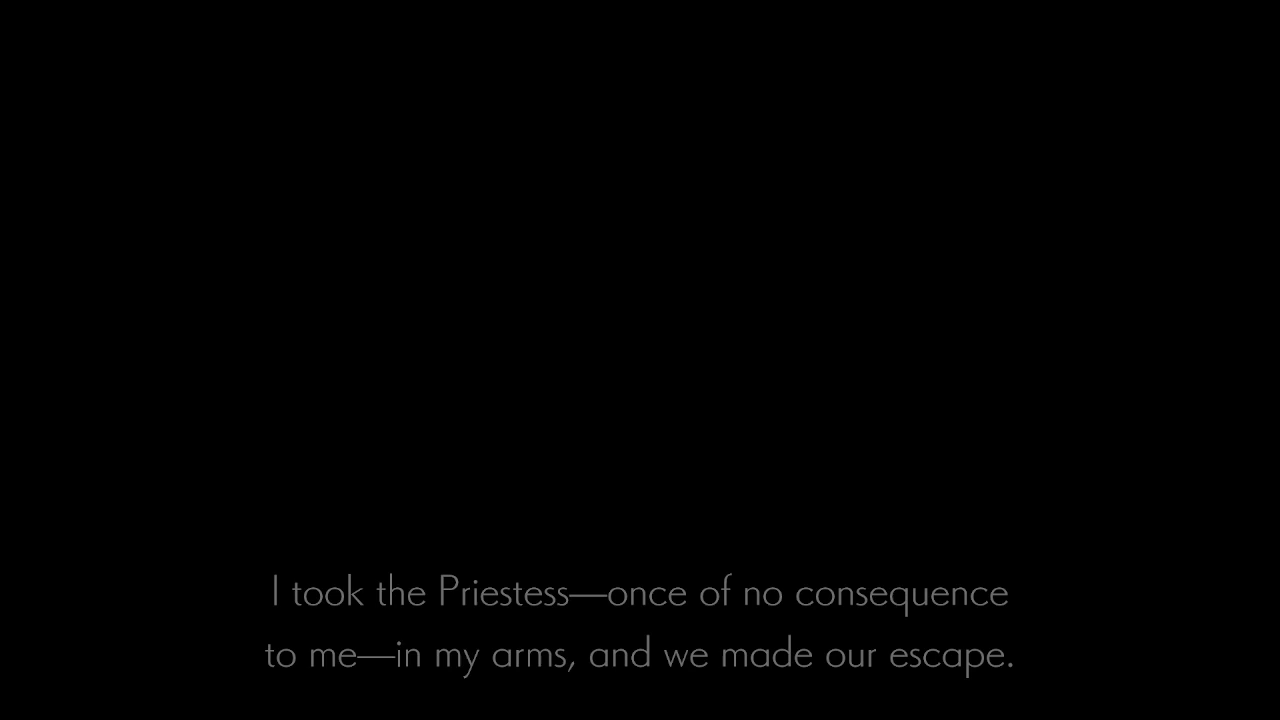 I took the Priestess—once of no consequence
to me—in my arms, and we made our escape.